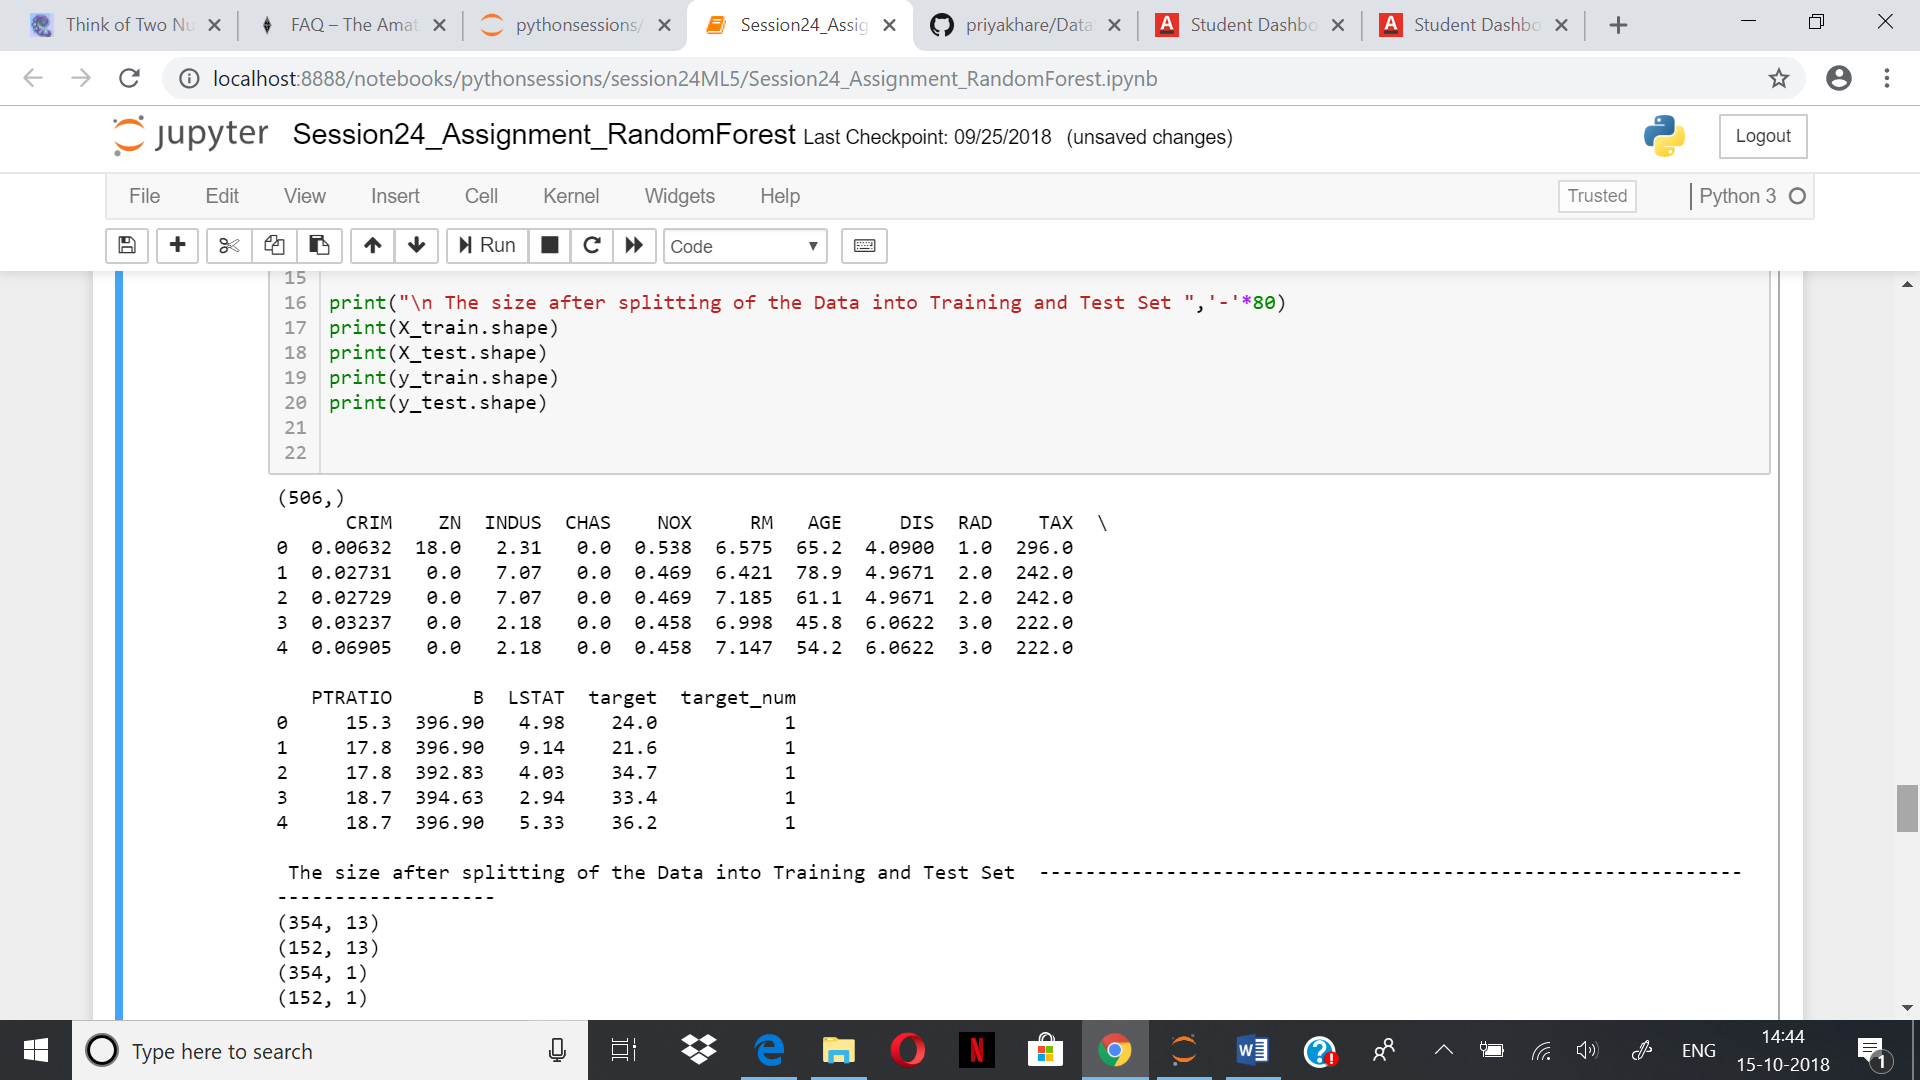 Think of Two Nu
FAQ – The Amat
pythonsessions/
Session24_Assig
priyakhare/Data
Student Dashbo
Student Dashbo
localhost:8888/notebooks/pythonsessions/session24ML5/Session24_Assignment_RandomForest.ipynb
jupyter Session24_Assignment_RandomForest Last Checkpoint: 09/25/2018 (unsaved changes)
Logout
File Edit View Insert Cell Kernel Widgets Help
Trusted
Python 3
Run
Code
15
16 print("\n The size after splitting of the Data into Training and Test Set ",'-'*80)
17 print(X_train.shape)
18 print(X_test.shape)
19 print(y_train.shape)
20 print(y_test.shape)
21
22
(506,)
CRIM ZN INDUS CHAS NOX RM AGE DIS RAD TAX \
0 0.00632 18.0 2.31 0.0 0.538 6.575 65.2 4.0900 1.0 296.0
1 0.02731 0.0 7.07 0.0 0.469 6.421 78.9 4.9671 2.0 242.0
2 0.02729 0.0 7.07 0.0 0.469 7.185 61.1 4.9671 2.0 242.0
3 0.03237 0.0 2.18 0.0 0.458 6.998 45.8 6.0622 3.0 222.0
4 0.06905 0.0 2.18 0.0 0.458 7.147 54.2 6.0622 3.0 222.0
PTRATIO B LSTAT target target_num
0 15.3 396.90 4.98 24.0 1
1 17.8 396.90 9.14 21.6 1
2 17.8 392.83 4.03 34.7 1
3 18.7 394.63 2.94 33.4 1
4 18.7 396.90 5.33 36.2 1
The size after splitting of the Data into Training and Test Set -------------------------------------------------------------
-------------------
(354, 13)
(152, 13)
(354, 1)
(152, 1)
Type here to search
ENG
14:44
15-10-2018
1